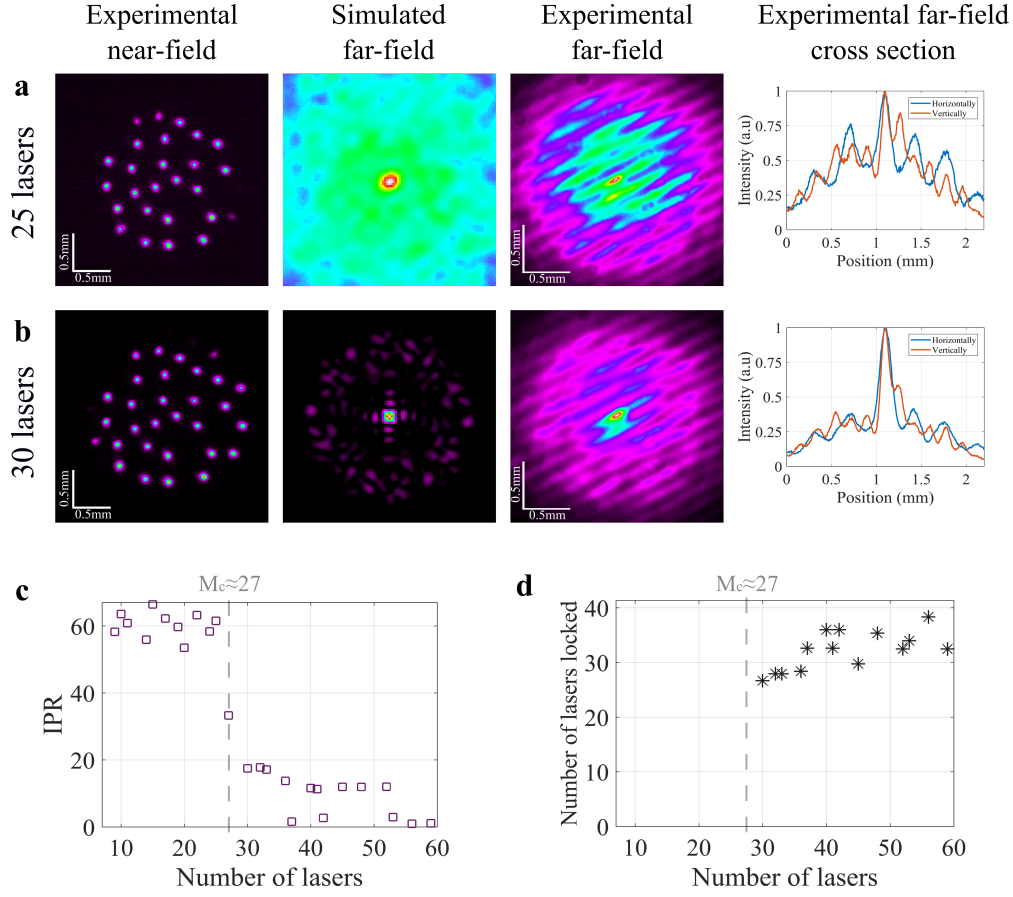 Experimental near-field
Simulated far-field
Experimental far-field
Experimental far-field cross section
a
25 lasers
0.5mm
0.5mm
0.5mm
0.5mm
Intensity (a.u)
1
0.75
0.5
0.25
0
0
0.5
1
1.5
2
Position (mm)
Horizontally
Vertically
b
30 lasers
0.5mm
0.5mm
0.5mm
0.5mm
Intensity (a.u)
1
0.75
0.5
0.25
0
0
0.5
1
1.5
2
Position (mm)
Horizontally
Vertically
c
Mc≈27
IPR
60
40
20
0
10
20
30
40
50
60
Number of lasers
d
Mc≈27
Number of lasers locked
40
30
20
10
0
10
20
30
40
50
60
Number of lasers